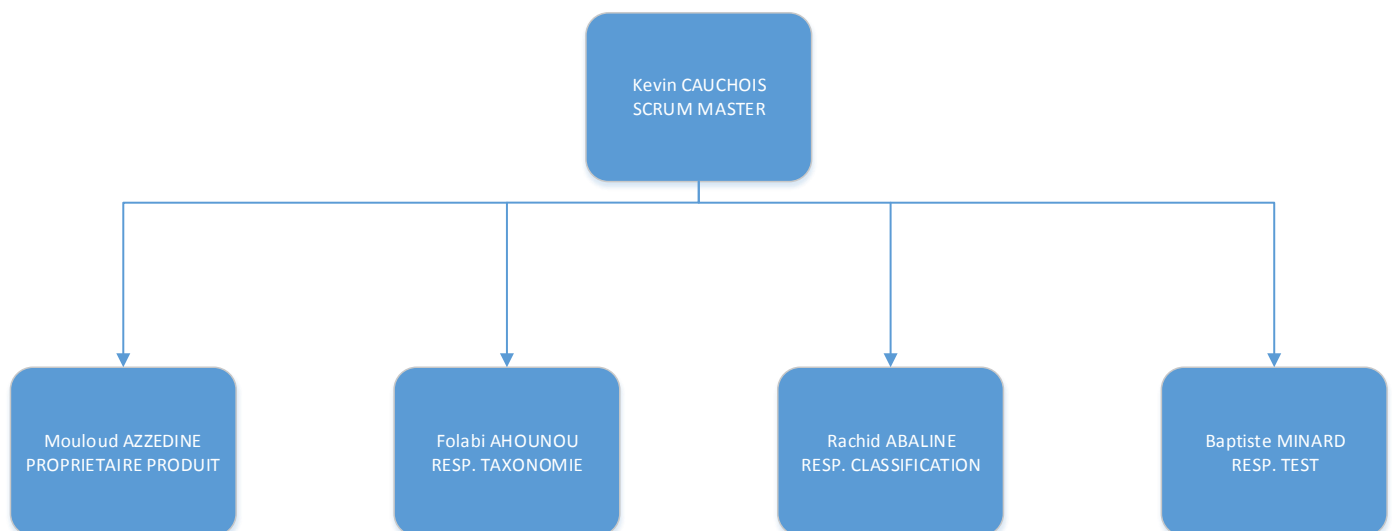 Kevin CAUCHOIS
SCRUM MASTER
Mouloud AZZEDINE
PROPRIETAIRE PRODUIT
Folabi AHOUNOU
RESP. TAXONOMIE
Rachid ABALINE
RESP. CLASSIFICATION
Baptiste MINARD
RESP. TEST